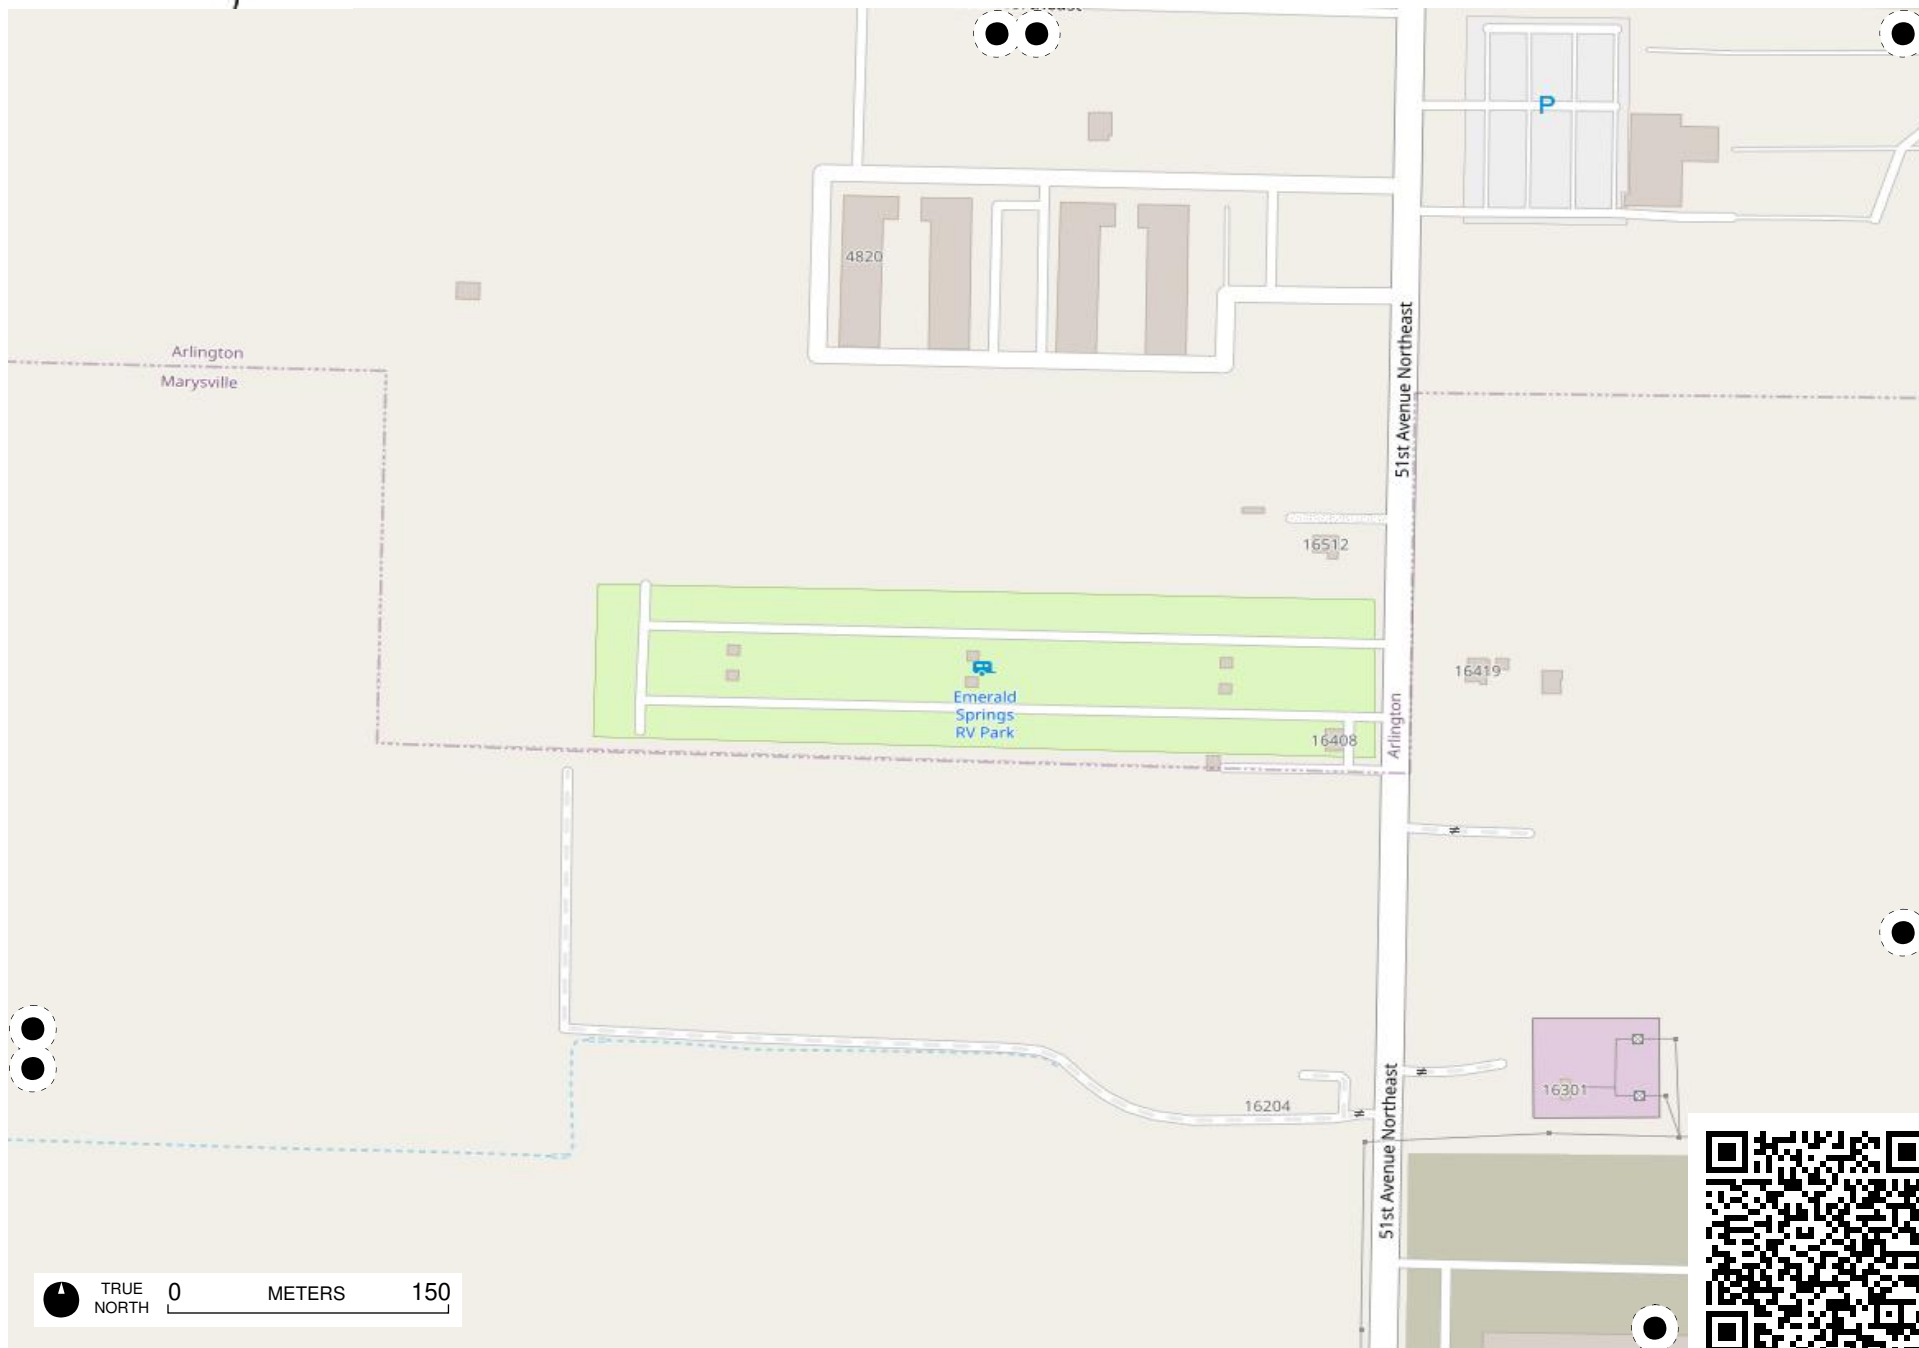 P
4820
Arlington
Marysville
51st Avenue Northeast
16512
16419
Emerald
Springs
RV Park
16408
Arlington
16301
16204
51st Avenue Northeast
TRUE
NORTH
0 METERS 150